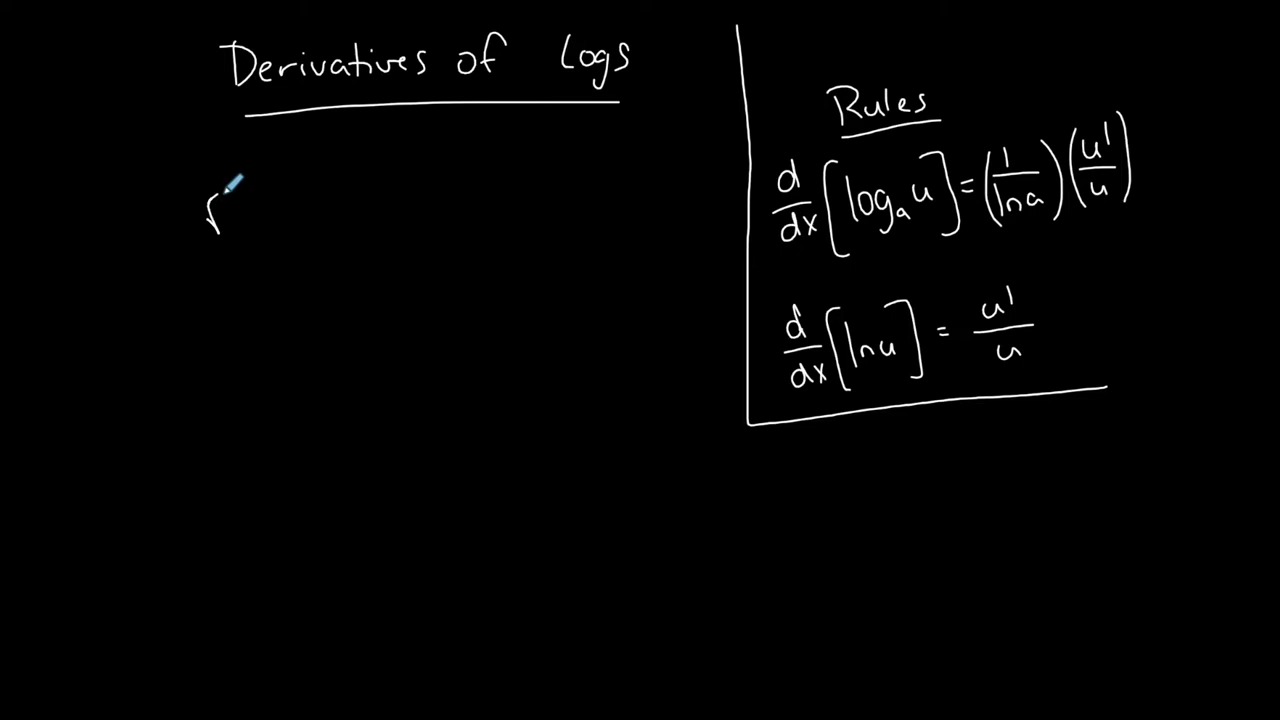 Derivatives of Logs
Rules
d/dx [log_a u] = (1/ln a) (u'/u)
d/dx [ln u] = u'/u